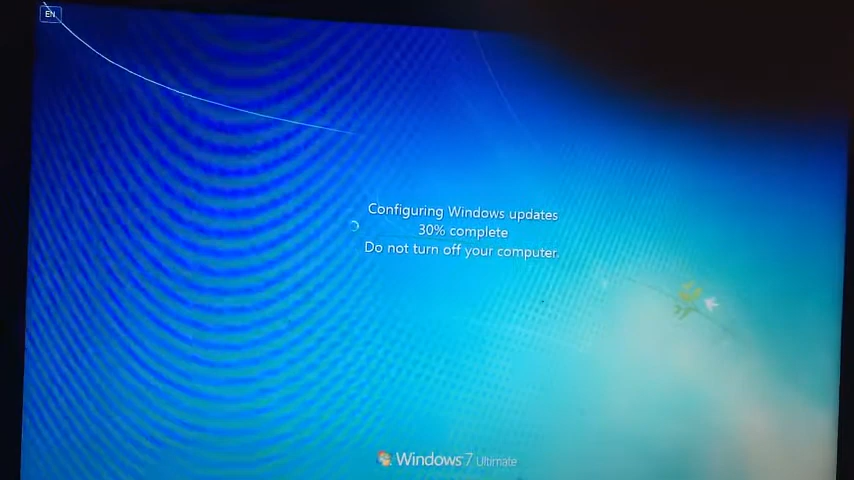 EN
Configuring Windows updates
30% complete
Do not turn off your computer.
Windows 7 Ultimate